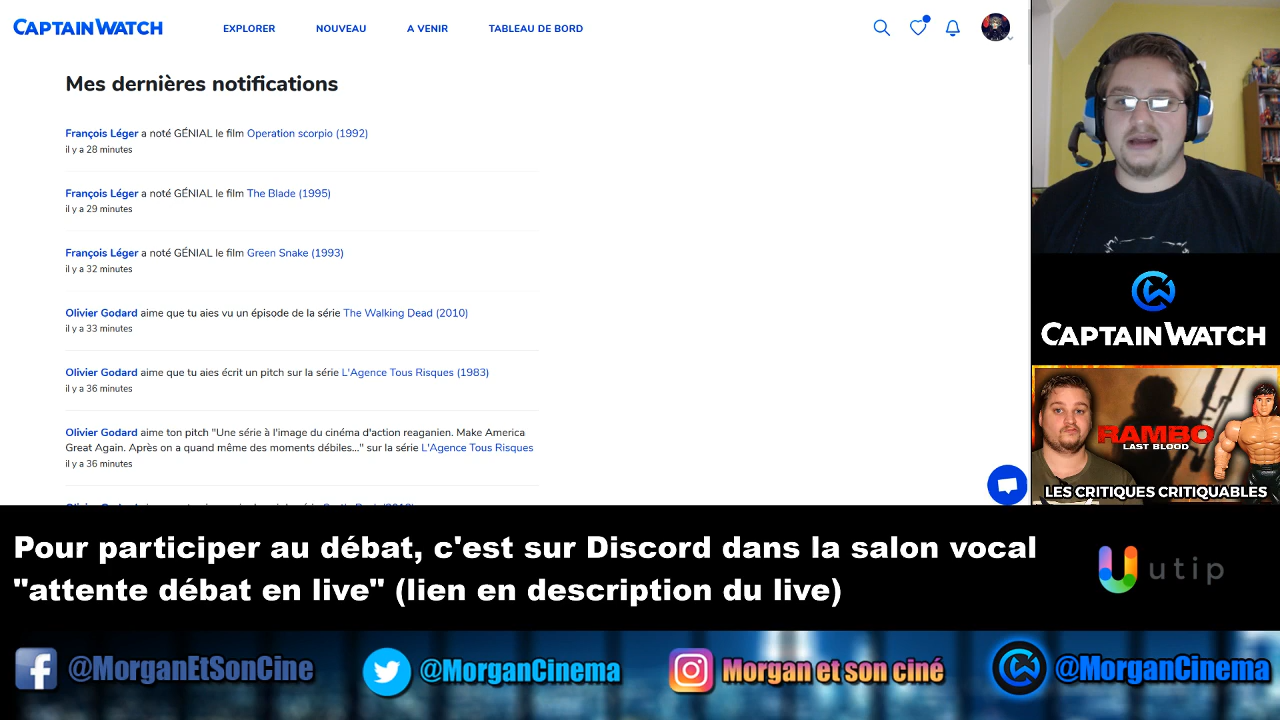 CAPTAINWATCH
EXPLORER NOUVEAU A VENIR TABLEAU DE BORD
Mes dernières notifications
François Léger a noté GÉNIAL le film Operation scorpio (1992)
il y a 28 minutes
François Léger a noté GÉNIAL le film The Blade (1995)
il y a 29 minutes
François Léger a noté GÉNIAL le film Green Snake (1993)
il y a 32 minutes
Olivier Godard aime que tu aies vu un épisode de la série The Walking Dead (2010)
il y a 33 minutes
Olivier Godard aime que tu aies écrit un pitch sur la série L'Agence Tous Risques (1983)
il y a 36 minutes
Olivier Godard aime ton pitch "Une série à l'image du cinéma d'action reaganien. Make America
Great Again. Après on a quand même des moments débiles..." sur la série L'Agence Tous Risques
il y a 36 minutes
CAPTAINWATCH
RAMBO
LAST BLOOD
LES CRITIQUES CRITIQUABLES
Pour participer au débat, c'est sur Discord dans la salon vocal
"attente débat en live" (lien en description du live)
utip
@MorganEtSonCine @MorganCinema Morgan et son ciné @MorganCinema